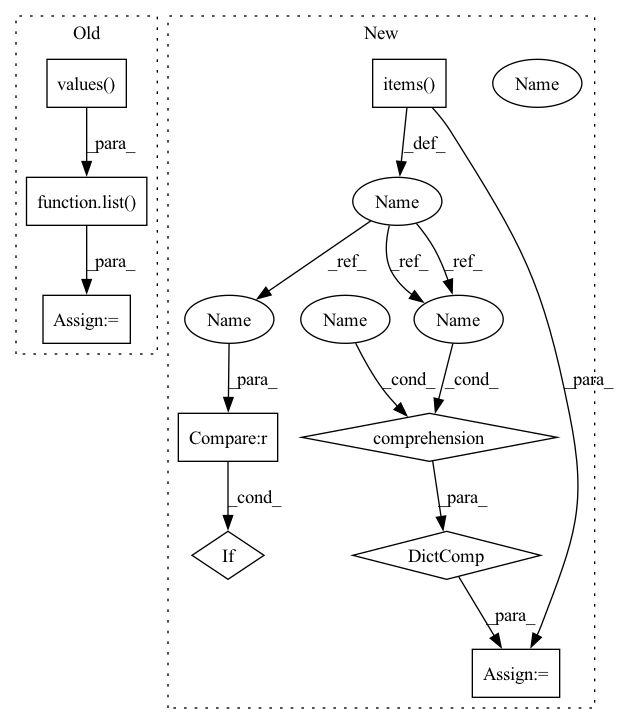 Old
New
values()
items()
Name
_para_
_def_
function.list()
Name
_para_
_ref_
_ref_
_ref_
Assign:=
Name
Name
Name
_para_
_cond_
_cond_
_para_
Compare:r
comprehension
_cond_
_para_
If
DictComp
_para_
Assign:=